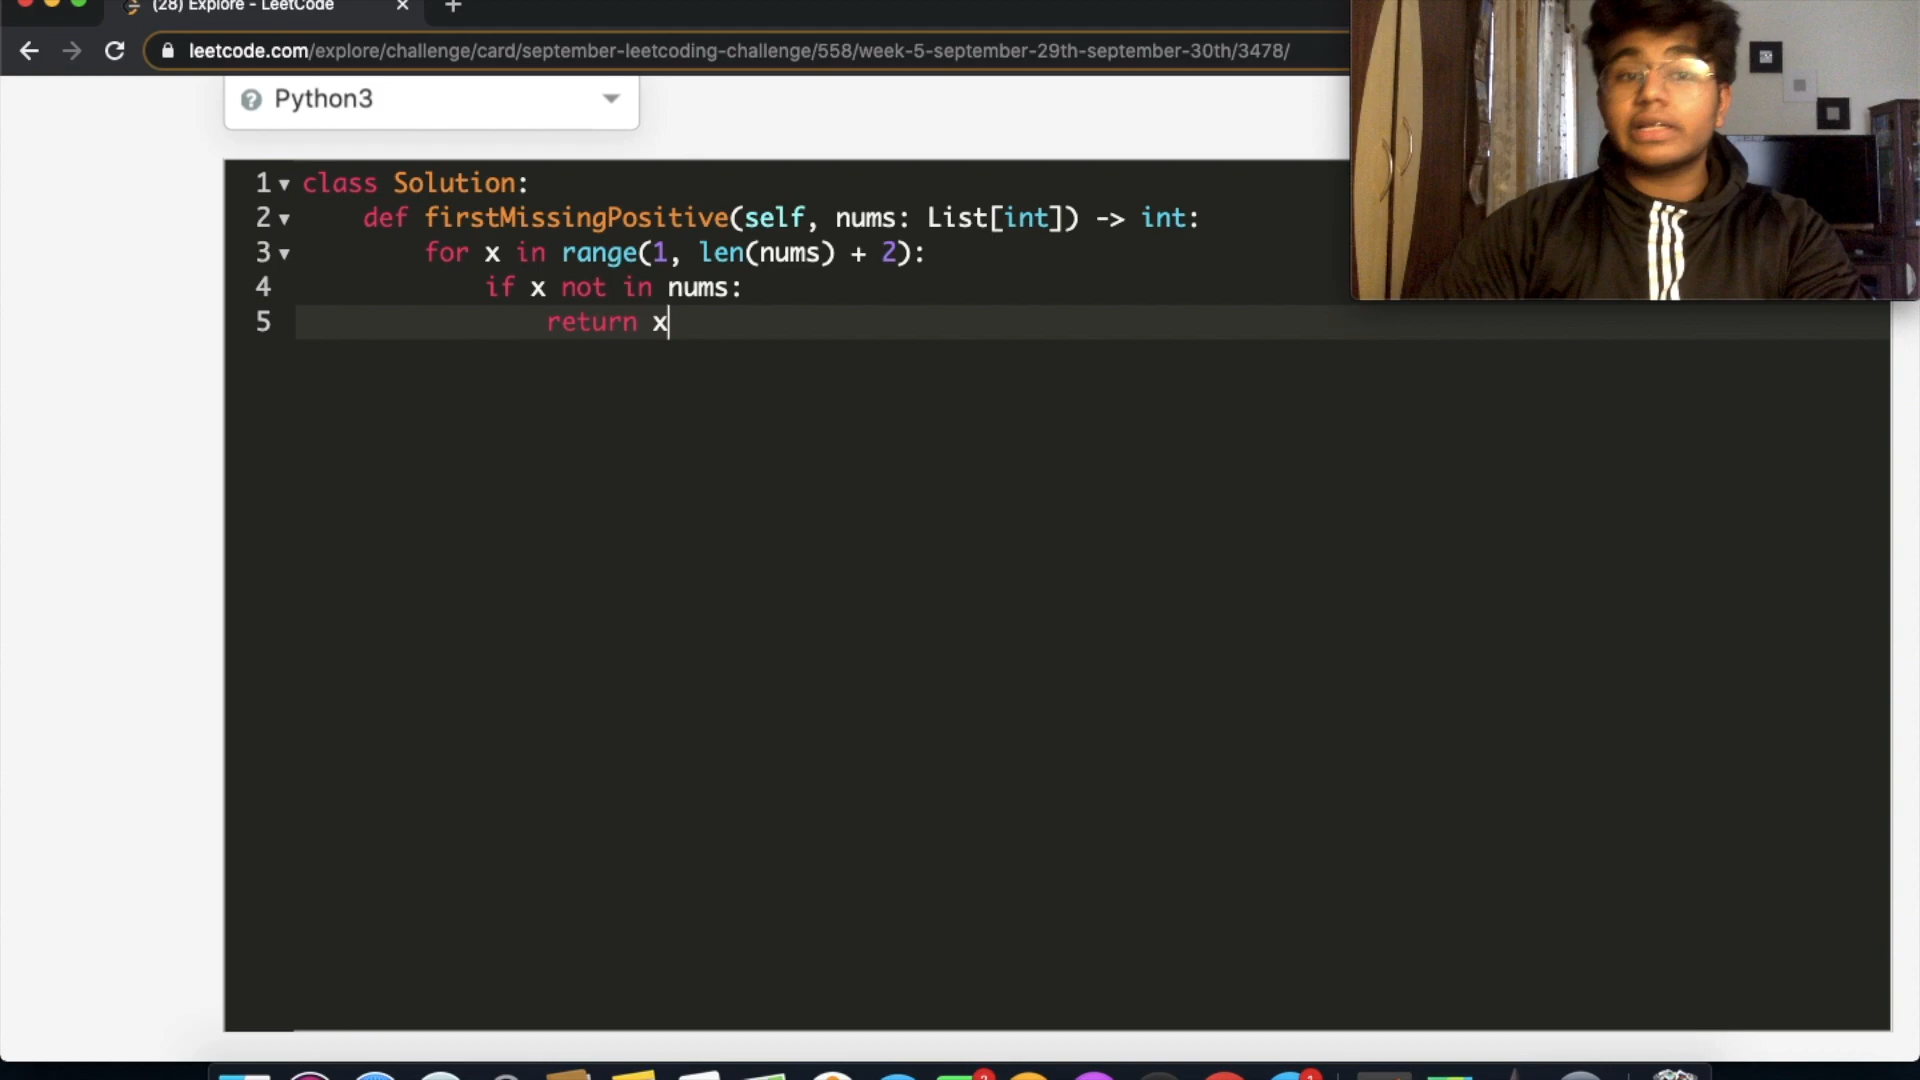 (28) Explore - LeetCode
leetcode.com/explore/challenge/card/september-leetcoding-challenge/558/week-5-september-29th-september-30th/3478/
Python3
1 class Solution:
2 def firstMissingPositive(self, nums: List[int]) -> int:
3 for x in range(1, len(nums) + 2):
4 if x not in nums:
5 return x